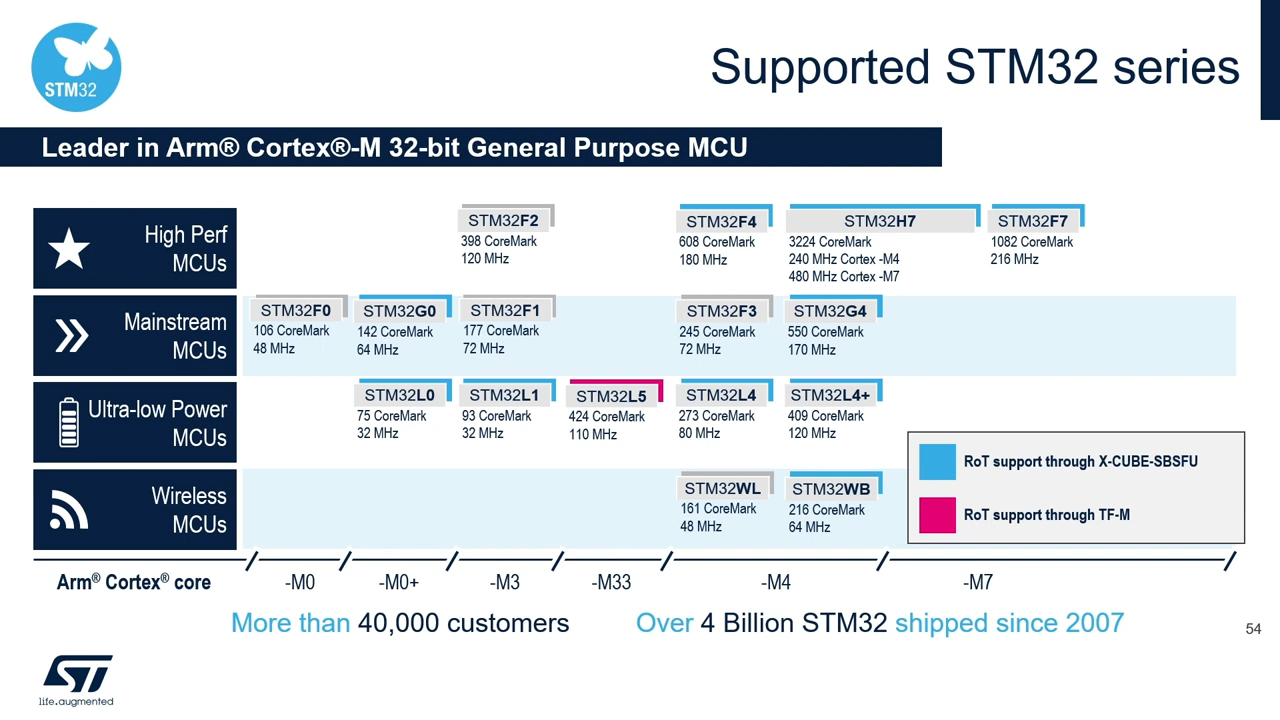 STM32
Supported STM32 series
Leader in Arm® Cortex®-M 32-bit General Purpose MCU
High Perf
MCUs
STM32F2
398 CoreMark
120 MHz
STM32F4
608 CoreMark
180 MHz
STM32H7
3224 CoreMark
240 MHz Cortex -M4
480 MHz Cortex -M7
STM32F7
1082 CoreMark
216 MHz
Mainstream
MCUs
STM32F0
106 CoreMark
48 MHz
STM32G0
142 CoreMark
64 MHz
STM32F1
177 CoreMark
72 MHz
STM32F3
245 CoreMark
72 MHz
STM32G4
550 CoreMark
170 MHz
Ultra-low Power
MCUs
STM32L0
75 CoreMark
32 MHz
STM32L1
93 CoreMark
32 MHz
STM32L5
424 CoreMark
110 MHz
STM32L4
273 CoreMark
80 MHz
STM32L4+
409 CoreMark
120 MHz
Wireless
MCUs
STM32WL
161 CoreMark
48 MHz
STM32WB
216 CoreMark
64 MHz
RoT support through X-CUBE-SBSFU
RoT support through TF-M
Arm® Cortex® core
-M0
-M0+
-M3
-M33
-M4
-M7
More than 40,000 customers
Over 4 Billion STM32 shipped since 2007
54
ST
life.augmented